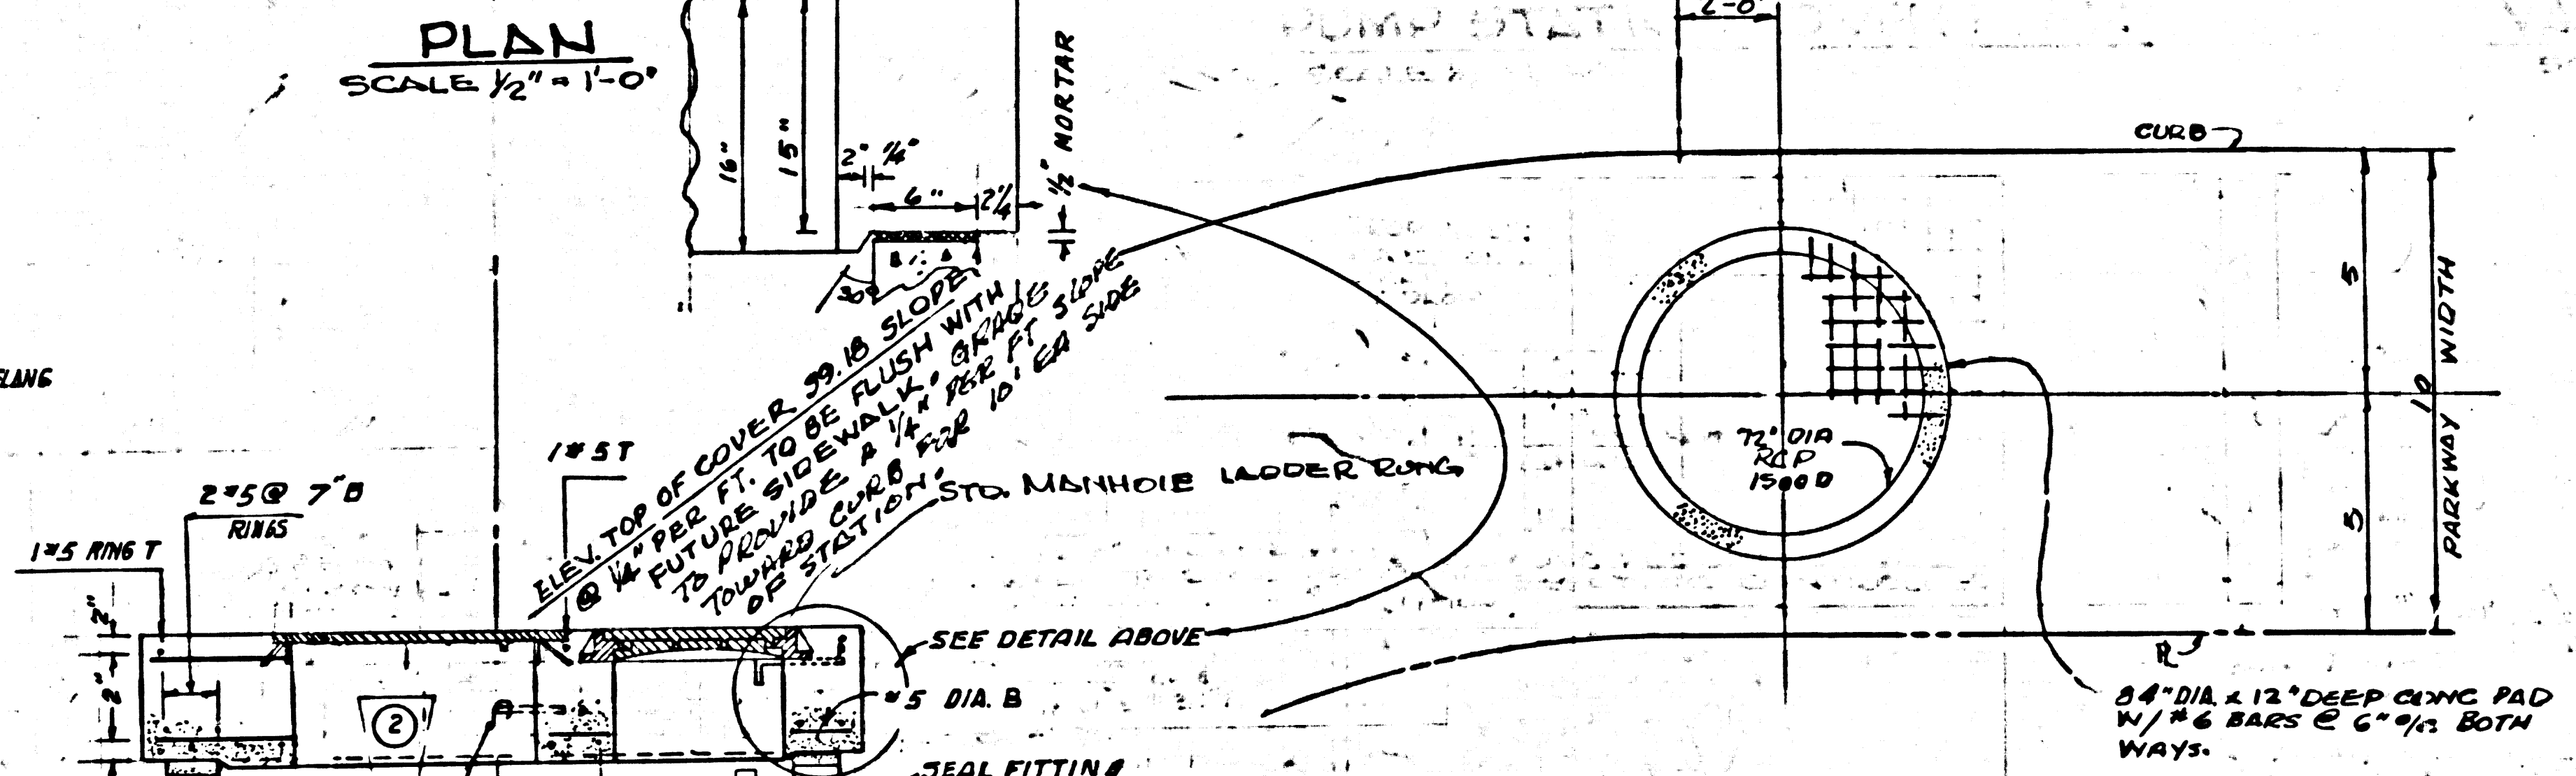 PLAN
SCALE 1/2" = 1'-0"
16"
15"
2" 1/4"
6"
2 1/4
1/2" MORTAR
2'-0"
CURB
5
5
10
PARKWAY WIDTH
72" DIA
RCP
1500 D
84" DIA. x 12" DEEP CONC PAD
W/ #6 BARS @ 6" o/c BOTH
WAYS.
ELEV. TOP OF COVER 99.18 SLOPE
@ 1/4" PER FT. TO BE FLUSH WITH
FUTURE SIDEWALK. GRADE
TO PROVIDE A 1/4" PER FT SLOPE
TOWARD CURB FOR 10' EA SIDE
OF STATION.
STD. MANHOLE LADDER RUNG
1 #5 T
2 #5 @ 7" B
RINGS
1 #5 RING T
2"
2"
2
SEE DETAIL ABOVE
#5 DIA. B
SEAL FITTING